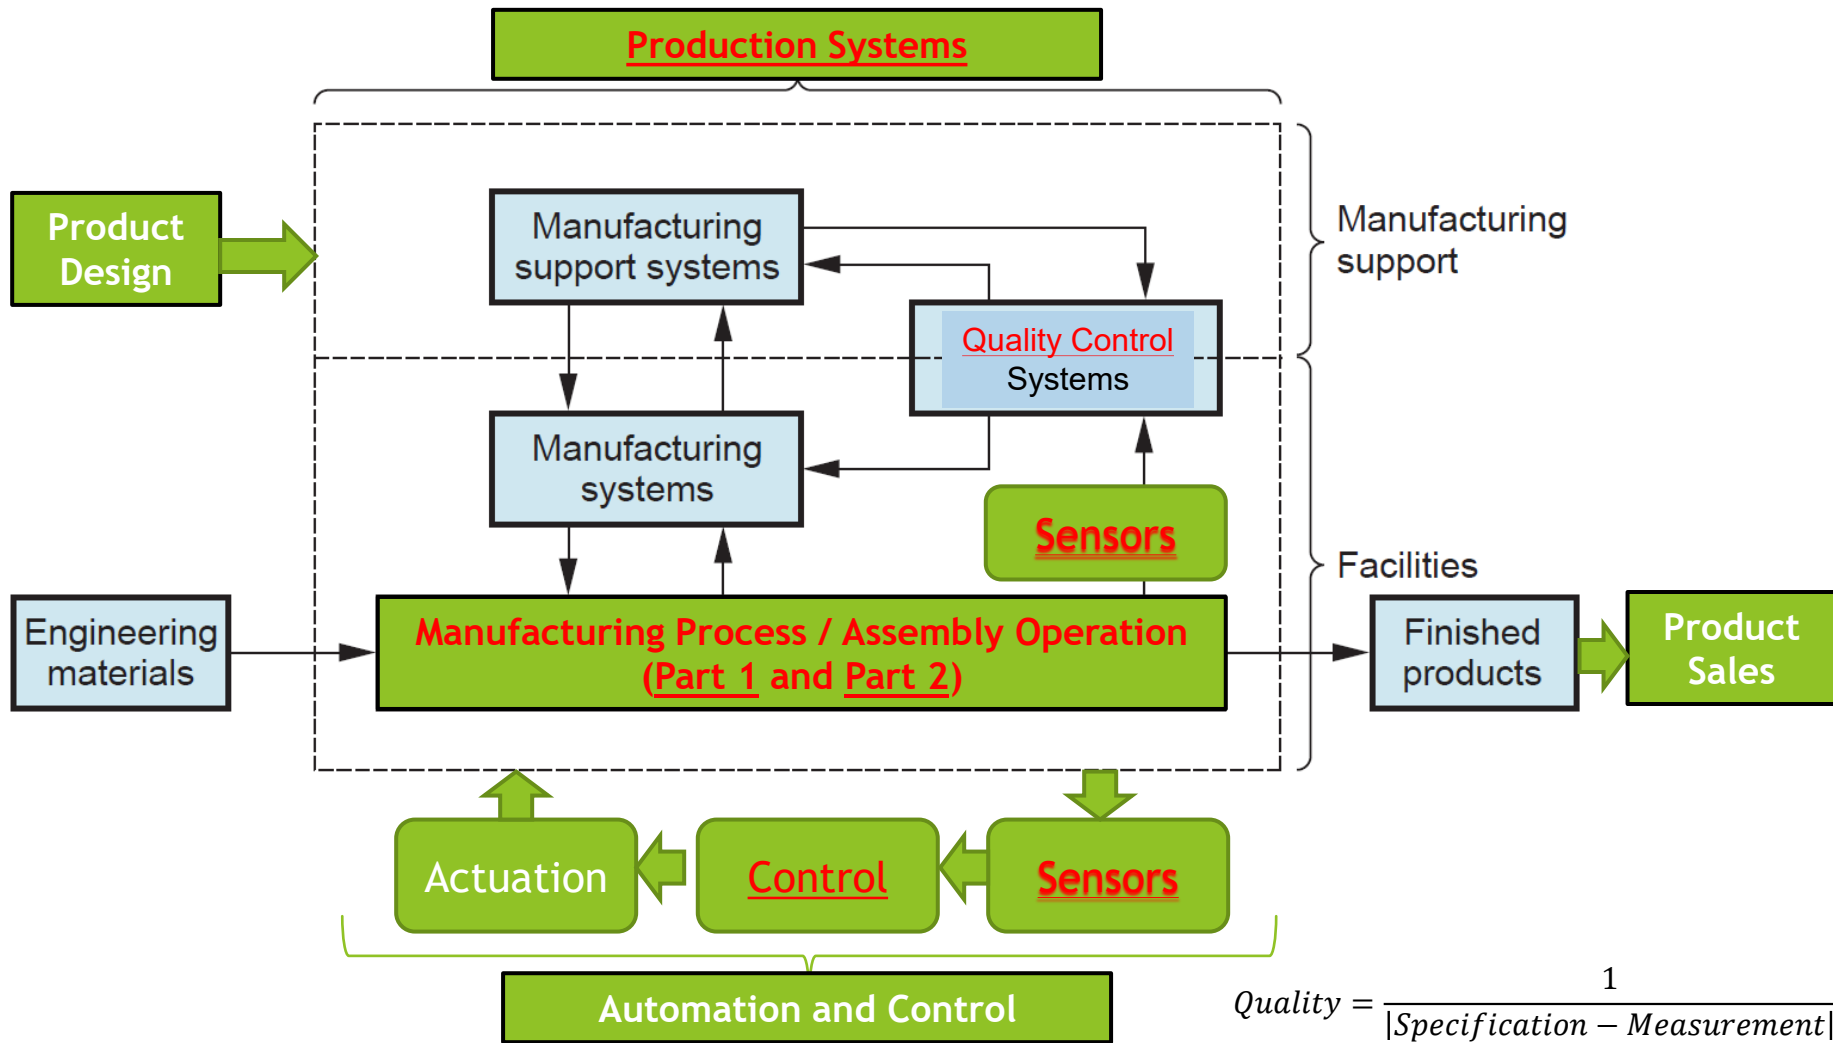 Production Systems
Product
Design
Manufacturing
support systems
Manufacturing
support
Quality Control
Systems
Manufacturing
systems
Sensors
Facilities
Engineering
materials
Manufacturing Process / Assembly Operation
(Part 1 and Part 2)
Finished
products
Product
Sales
Actuation
Control
Sensors
Automation and Control
Quality = 1 / |Specification − Measurement|